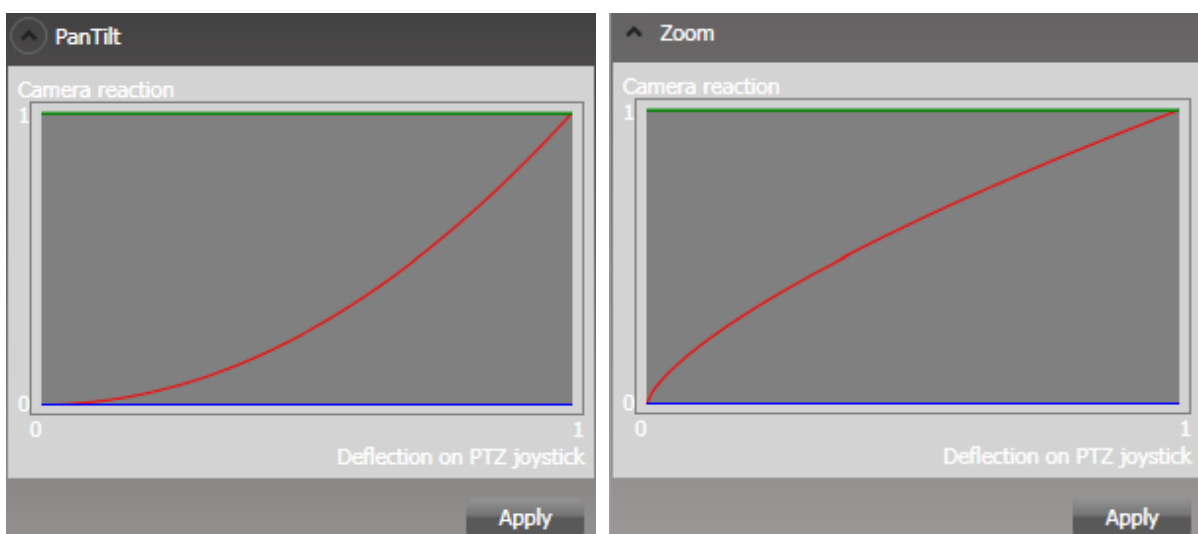 PanTilt
Camera reaction
1
0
0 1
Deflection on PTZ joystick
Apply
Zoom
Camera reaction
1
0
0 1
Deflection on PTZ joystick
Apply